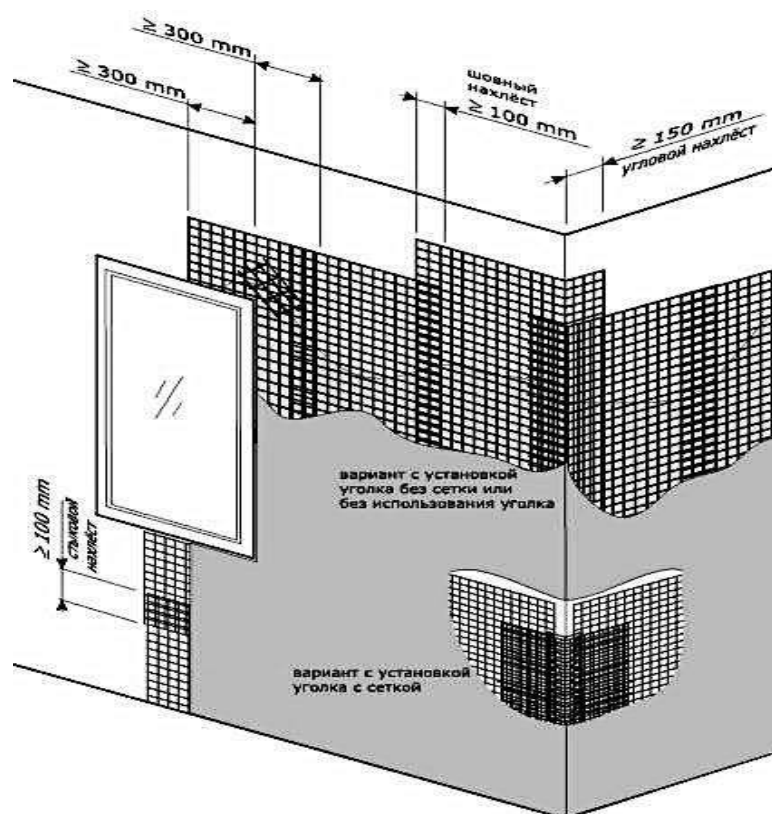 ≥ 300 mm
≥ 300 mm
шовный
нахлёст
≥ 100 mm
≥ 150 mm
угловой нахлёст
вариант с установкой
уголка без сетки или
без использования уголка
≥ 100 mm
стыковой
нахлёст
вариант с установкой
уголка с сеткой